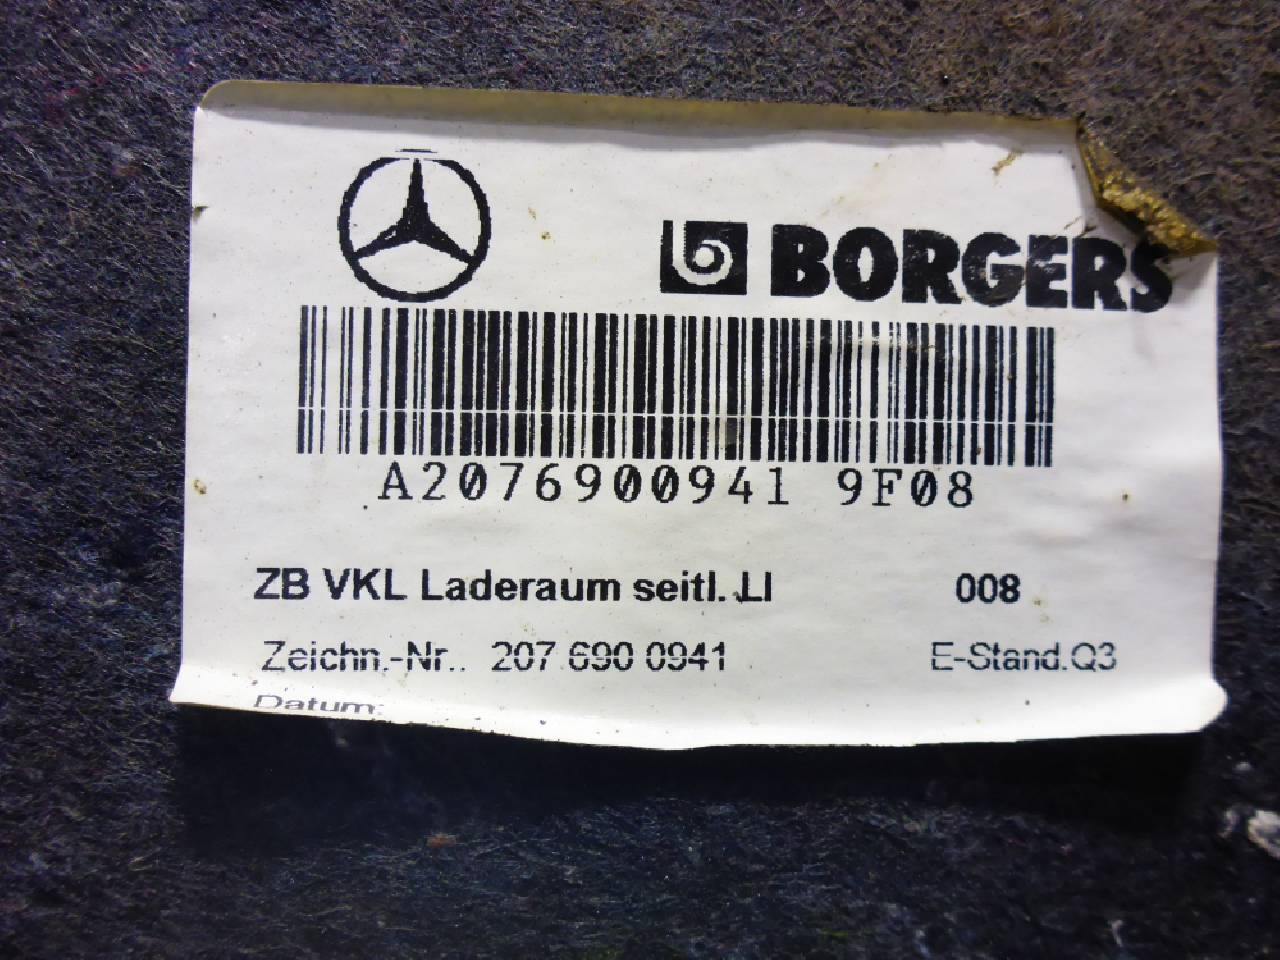 BORGERS
A2076900941 9F08
ZB VKL Laderaum seitl. LI 008
Zeichn.-Nr.: 207 690 0941 E-Stand.Q3
Datum: